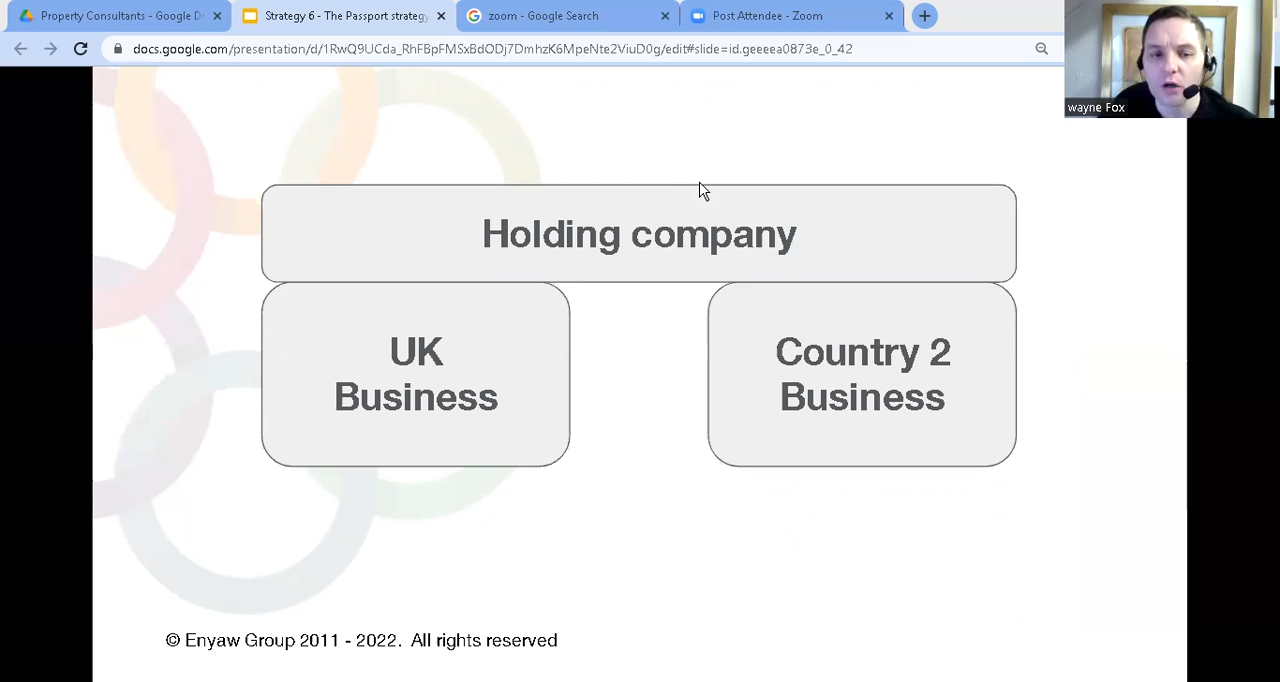 Property Consultants - Google D
Strategy 6 - The Passport strateg
zoom - Google Search
Post Attendee - Zoom
docs.google.com/presentation/d/1RwQ9UCda_RhFBpFMSxBdODj7DmhzK6MpeNte2ViuD0g/edit#slide=id.geeeea0873e_0_42
wayne Fox
Holding company
UK
Business
Country 2
Business
© Enyaw Group 2011 - 2022. All rights reserved